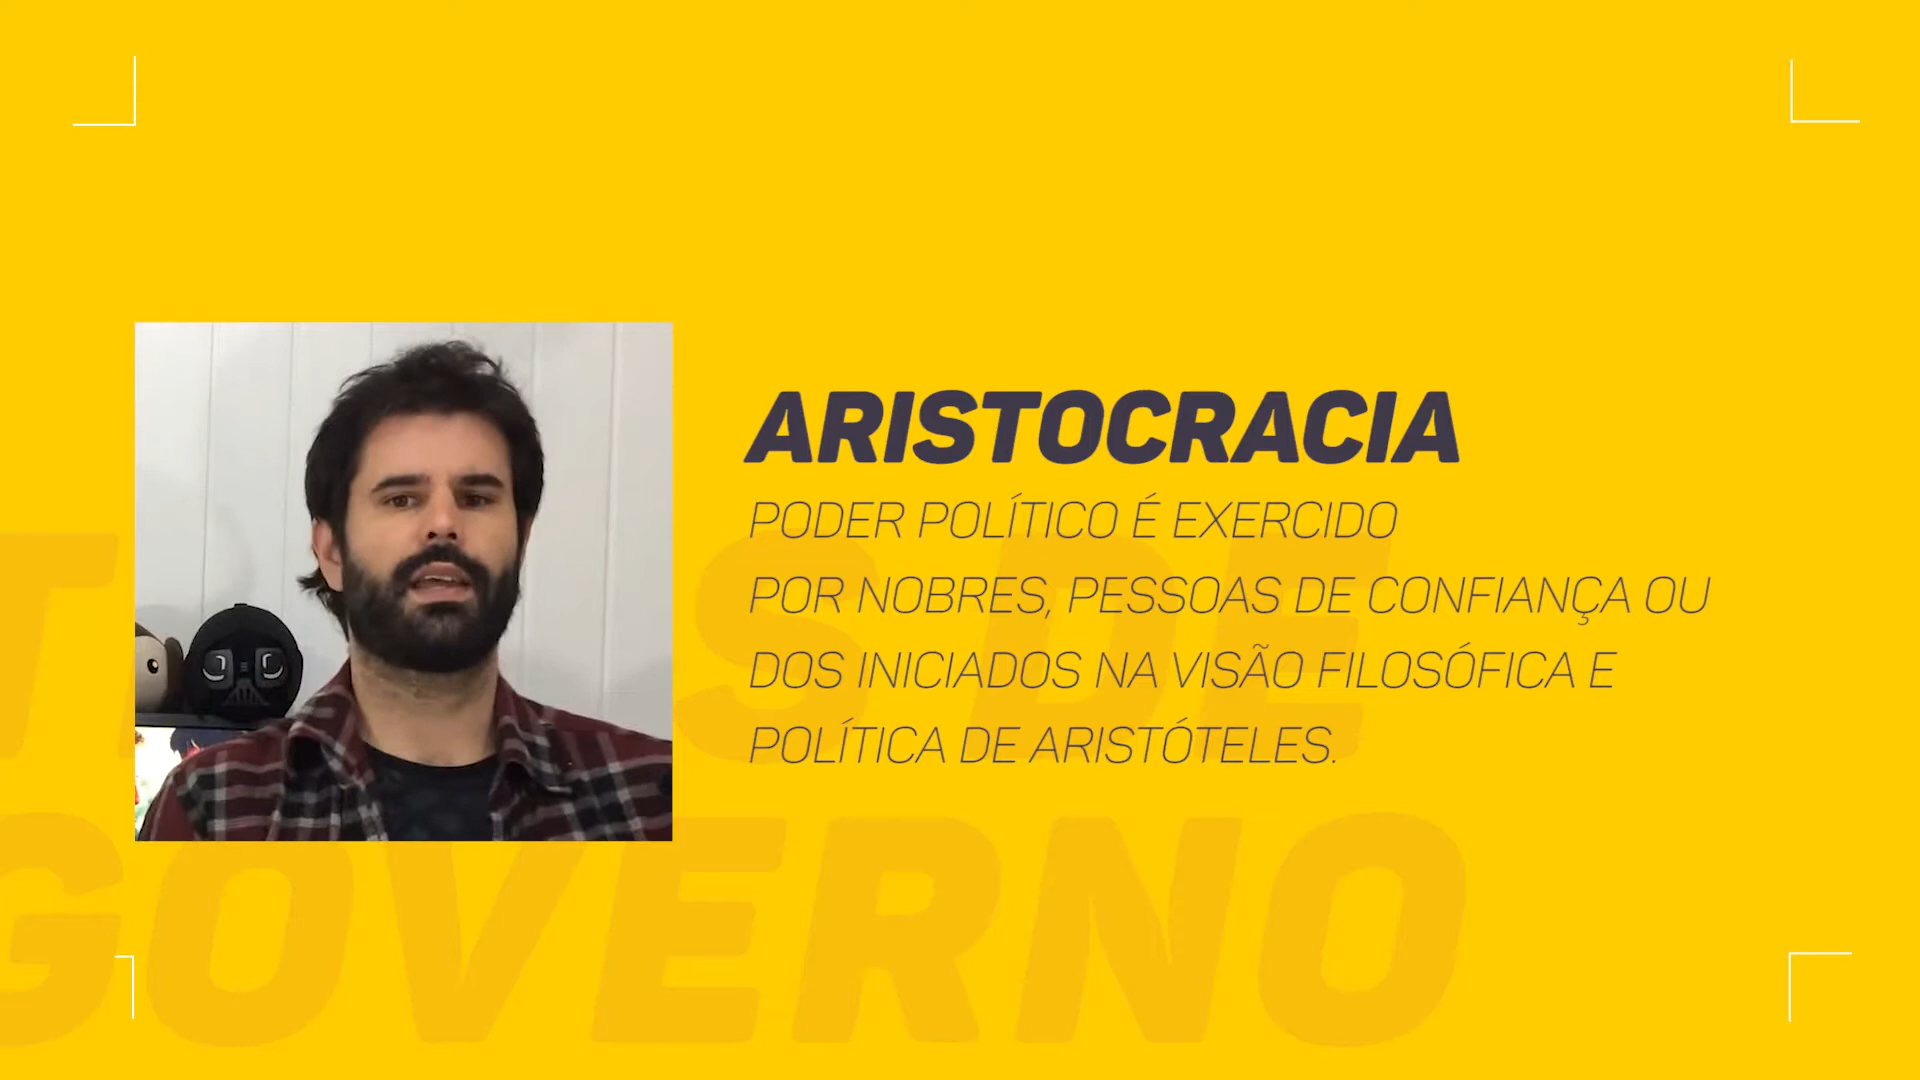 ARISTOCRACIA
PODER POLÍTICO É EXERCIDO
POR NOBRES, PESSOAS DE CONFIANÇA OU
DOS INICIADOS NA VISÃO FILOSÓFICA E
POLÍTICA DE ARISTÓTELES.
DE
GOVERNO